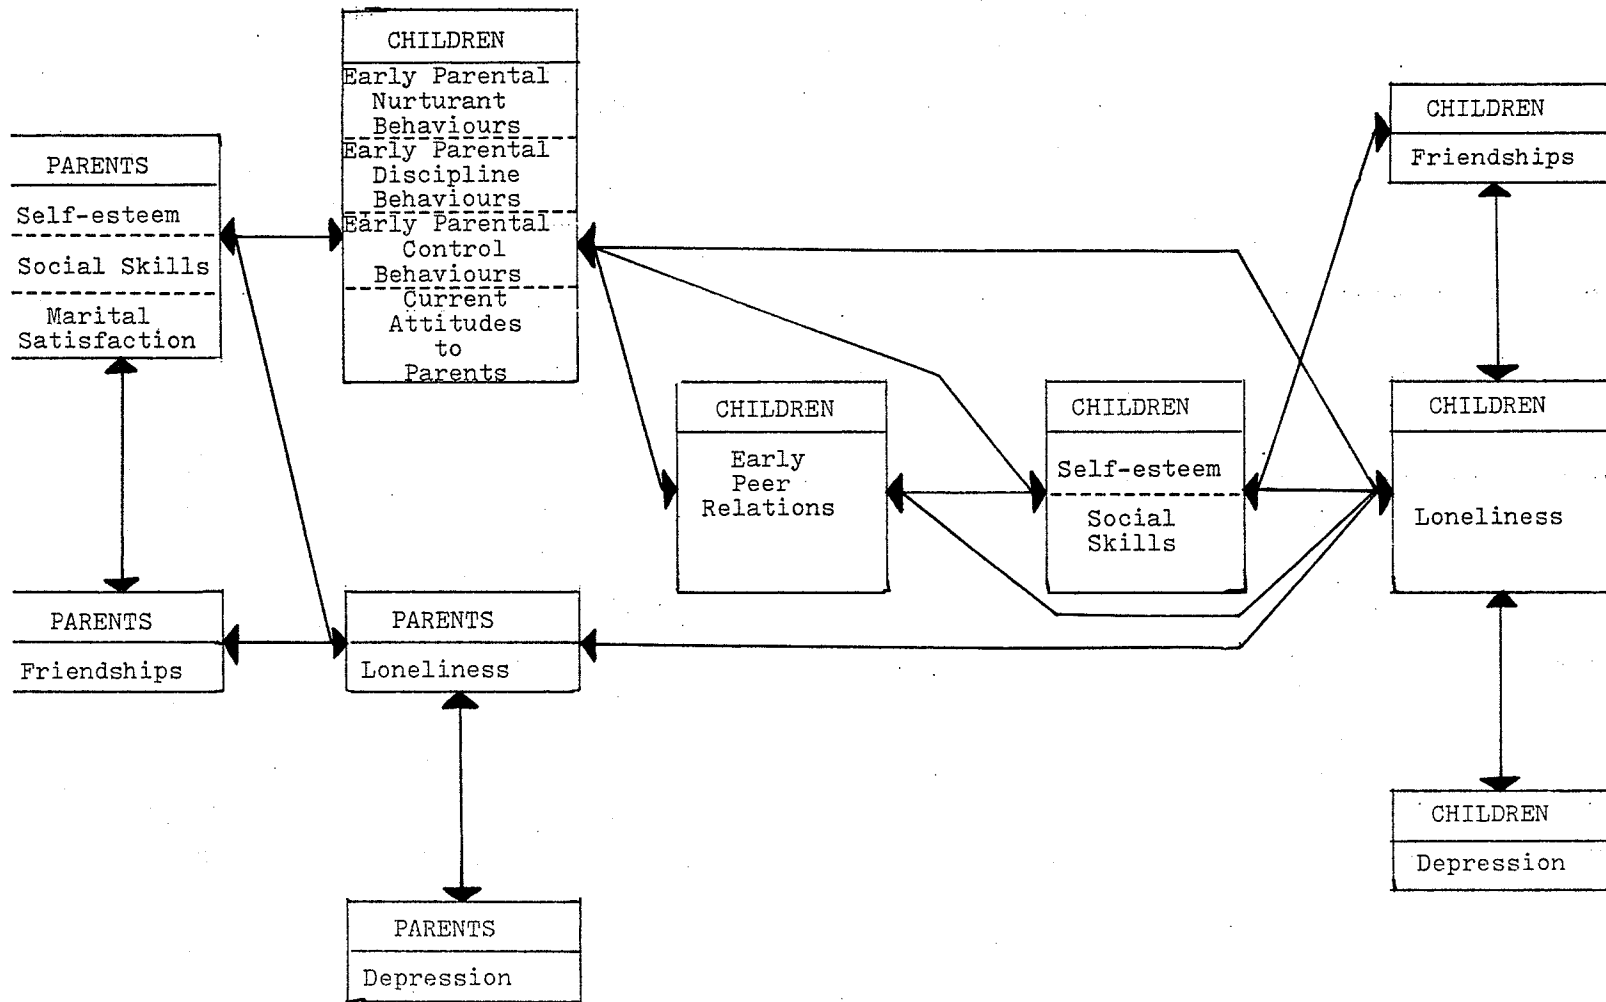 CHILDREN
Early Parental
Nurturant
Behaviours
Early Parental
Discipline
Behaviours
Early Parental
Control
Behaviours
Current
Attitudes
to
Parents
PARENTS
Self-esteem
Social Skills
Marital
Satisfaction
CHILDREN
Friendships
CHILDREN
Early
Peer
Relations
CHILDREN
Self-esteem
Social
Skills
CHILDREN
Loneliness
PARENTS
Friendships
PARENTS
Loneliness
CHILDREN
Depression
PARENTS
Depression